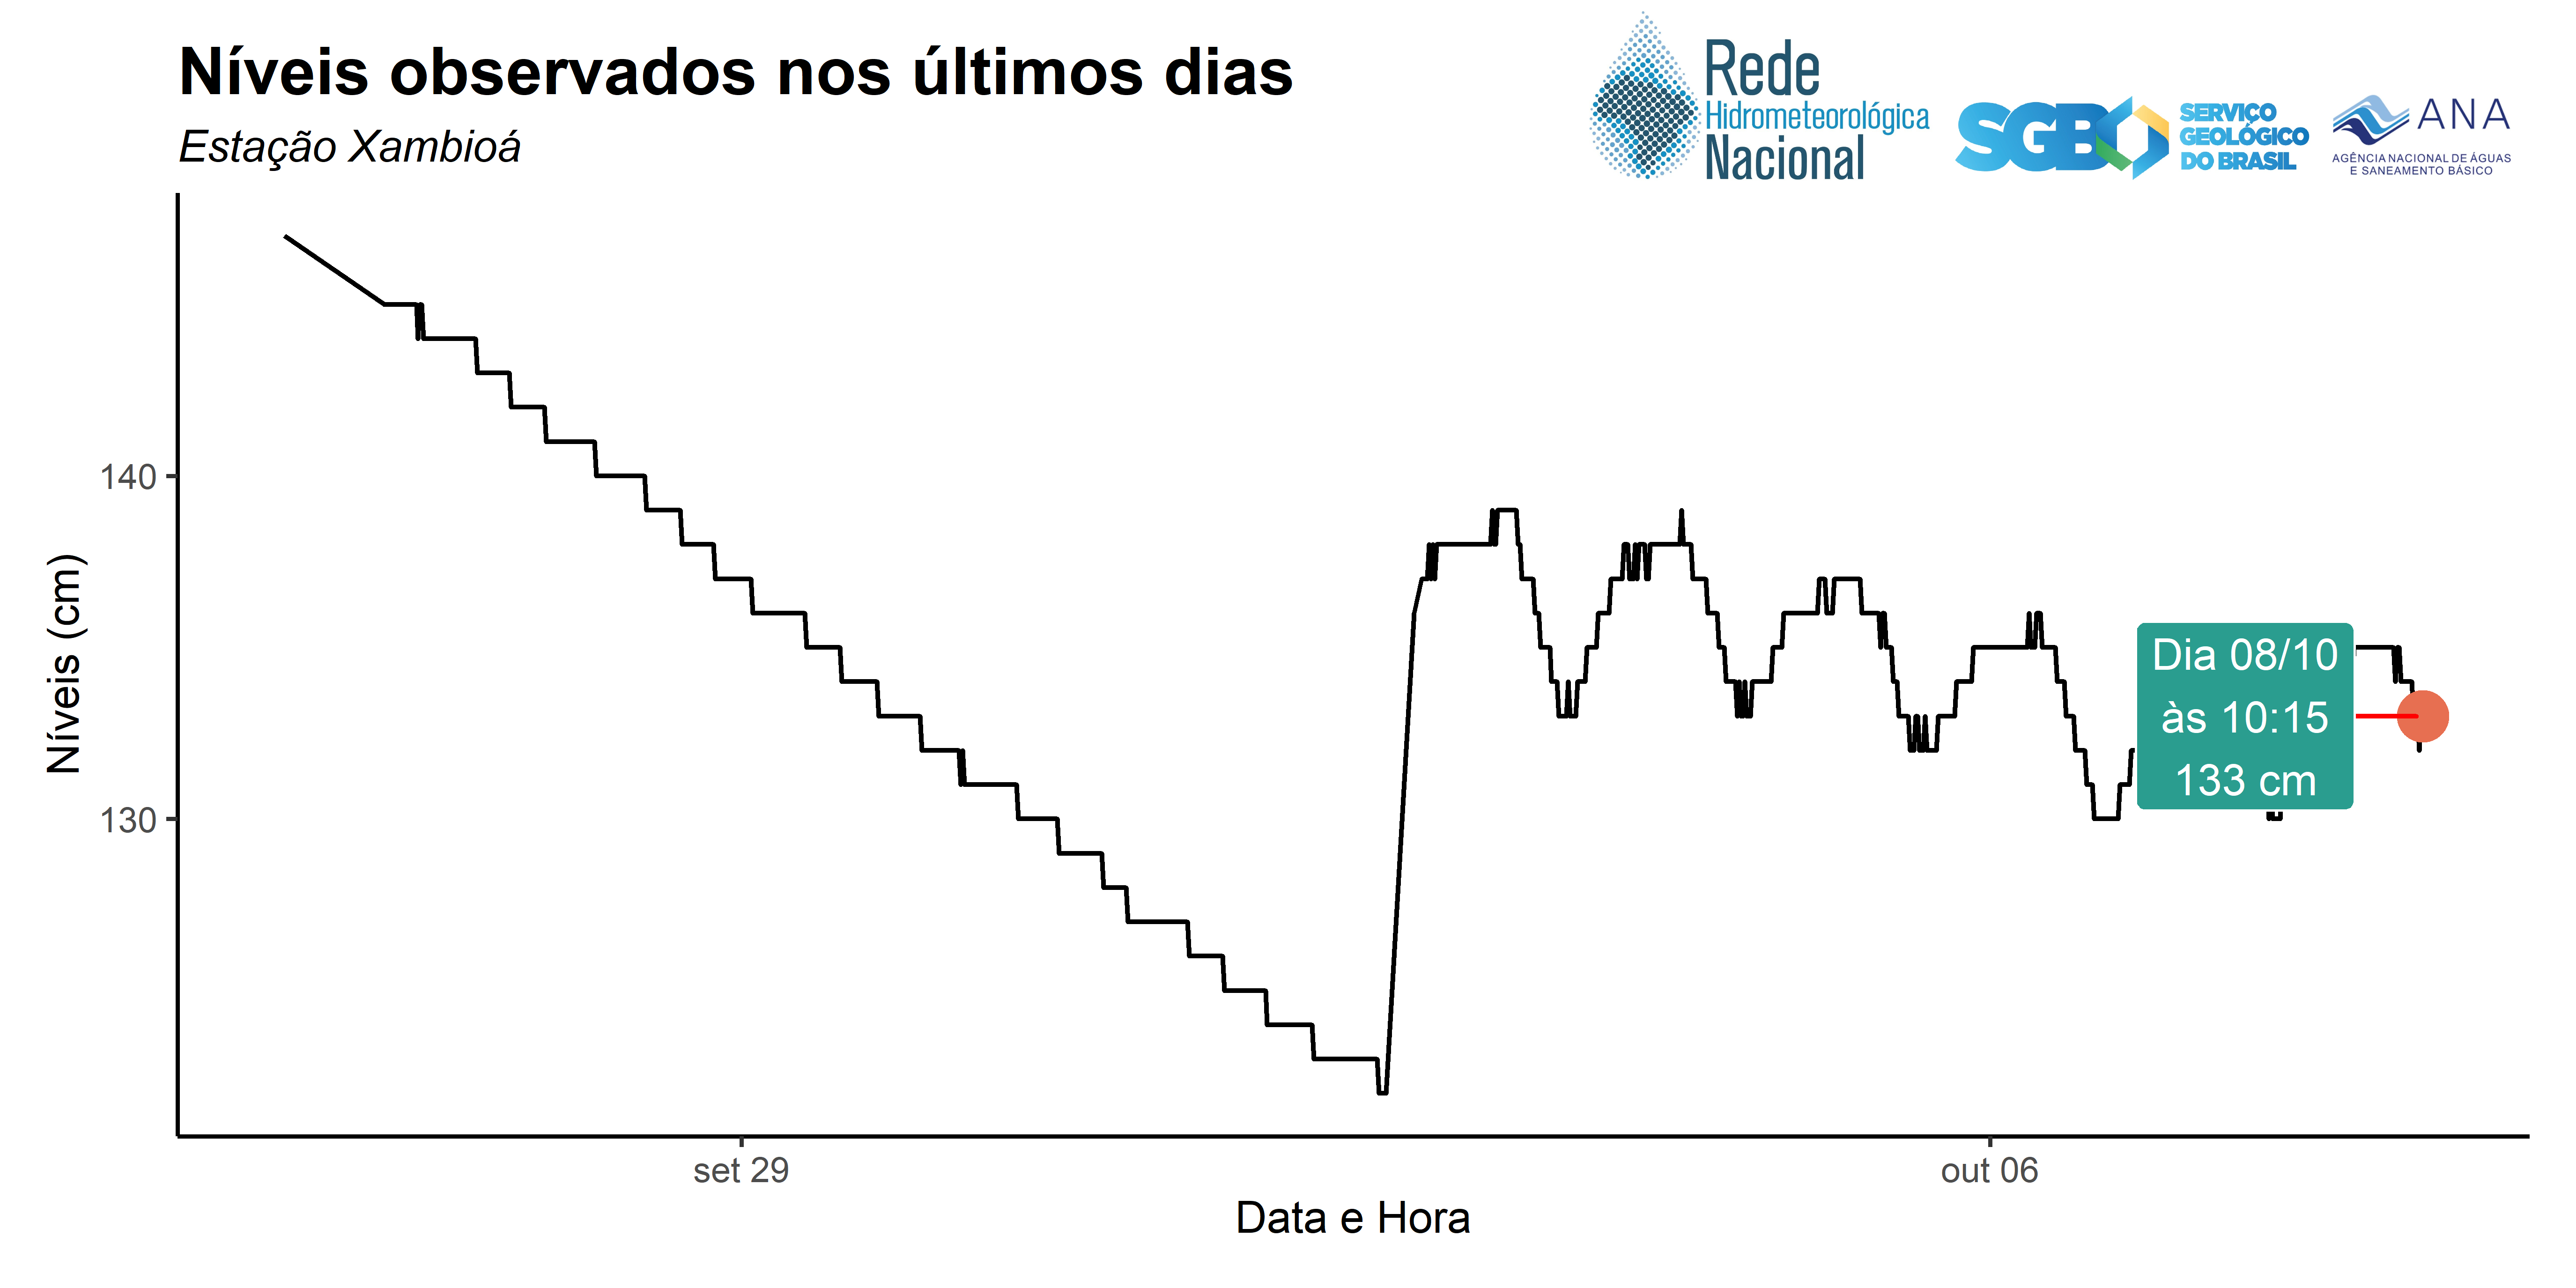 Níveis observados nos últimos dias
Estação Xambioá
Rede
Hidrometeorológica
Nacional
SGB
SERVIÇO
GEOLÓGICO
DO BRASIL
ANA
AGÊNCIA NACIONAL DE ÁGUAS
E SANEAMENTO BÁSICO
Níveis (cm)
140
130
Dia 08/10
às 10:15
133 cm
set 29
out 06
Data e Hora